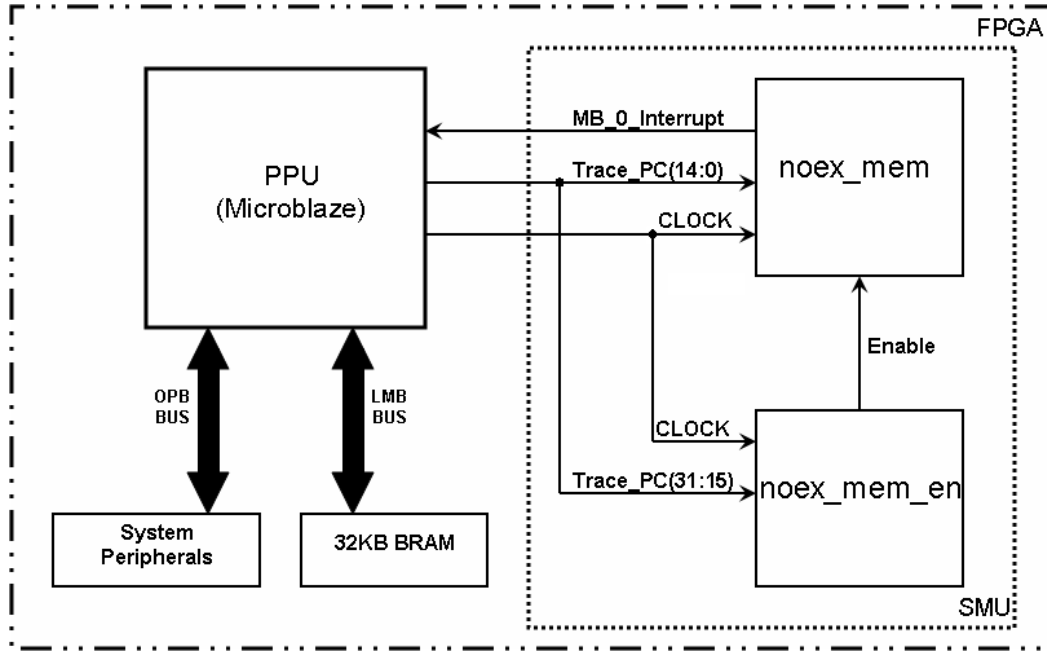 FPGA
MB_0_Interrupt
PPU
(Microblaze)
Trace_PC(14:0)
noex_mem
CLOCK
Enable
OPB
BUS
LMB
BUS
CLOCK
Trace_PC(31:15)
noex_mem_en
System
Peripherals
32KB BRAM
SMU